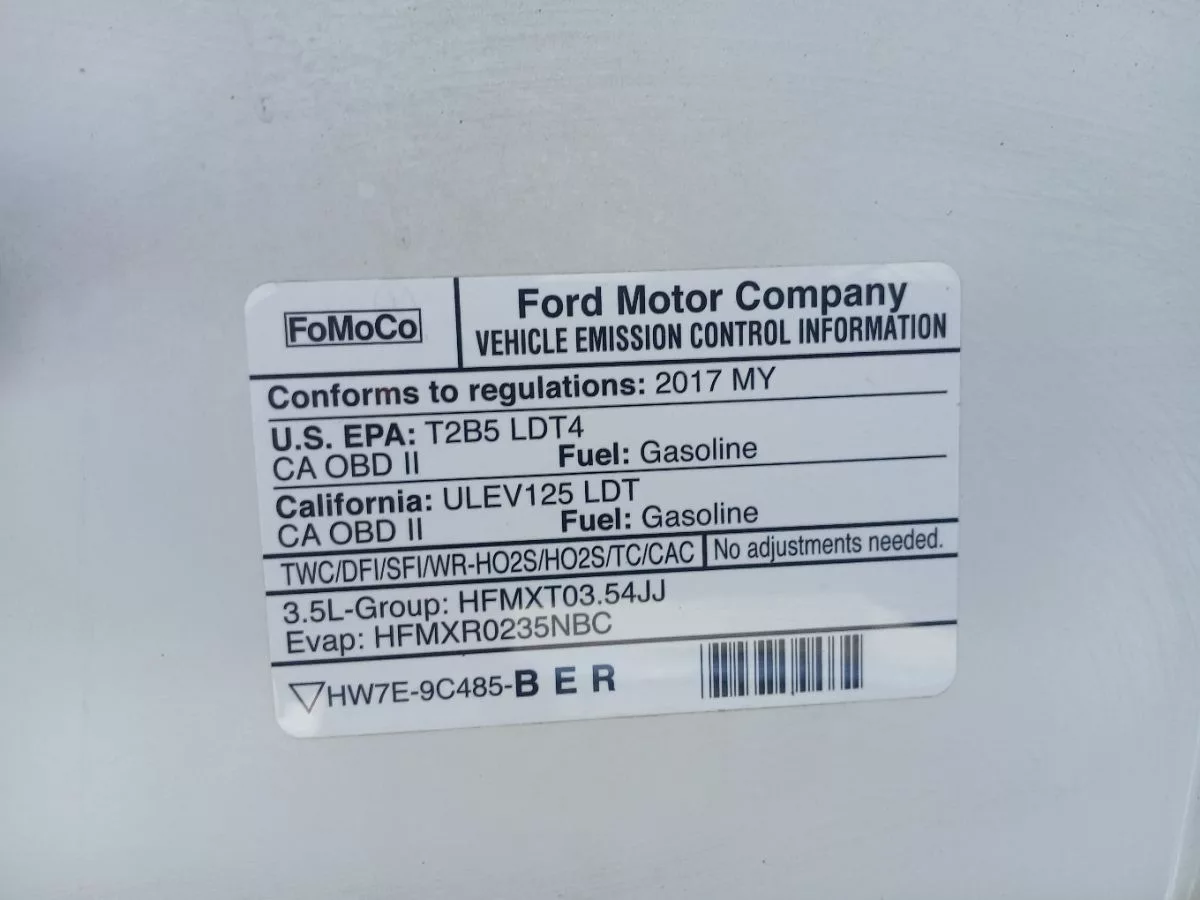 FoMoCo
Ford Motor Company
VEHICLE EMISSION CONTROL INFORMATION
Conforms to regulations: 2017 MY
U.S. EPA: T2B5 LDT4
CA OBD II Fuel: Gasoline
California: ULEV125 LDT
CA OBD II Fuel: Gasoline
TWC/DFI/SFI/WR-HO2S/HO2S/TC/CAC No adjustments needed.
3.5L-Group: HFMXT03.54JJ
Evap: HFMXR0235NBC
HW7E-9C485-B E R